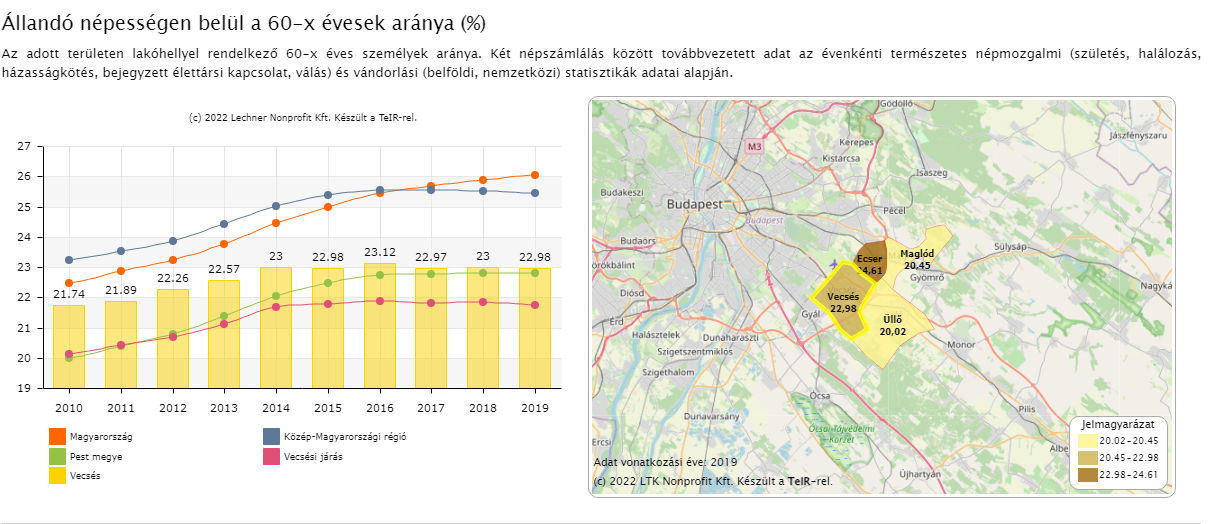 Állandó népességen belül a 60-x évesek aránya (%)
Az adott területen lakóhellyel rendelkező 60-x éves személyek aránya. Két népszámlálás között továbbvezetett adat az évenkénti természetes népmozgalmi (születés, halálozás,
házasságkötés, bejegyzett élettársi kapcsolat, válás) és vándorlási (belföldi, nemzetközi) statisztikák adatai alapján.
(c) 2022 Lechner Nonprofit Kft. Készült a TeIR-rel.
27
26
25
24
23
22
21
20
19
21.74
21.89
22.26
22.57
23
22.98
23.12
22.97
23
22.98
2010
2011
2012
2013
2014
2015
2016
2017
2018
2019
Magyarország
Közép-Magyarországi régió
Pest megye
Vecsési járás
Vecsés
Gödöllő
Jászfényszaru
M3
Kerepes
Kistarcsa
Isaszeg
Budakeszi
Budapest
Budapest
Pécel
Budaörs
Sülysáp
Ecser
24,61
Maglód
20,45
örökbálint
Gyömrő
Diósd
Nagyká
Vecsés
22,98
Gyál
Üllő
20,02
Érd
Halásztelek
Dunaharaszti
Monor
Szigetszentmiklós
Szigethalom
Ócsa
Pilis
Dunavarsány
Ócsai Tájvédelmi
Körzet
Ercsi
Albe
Újhartyán
Jelmagyarázat
20.02-20.45
20.45-22.98
22.98-24.61
Adat vonatkozási éve: 2019
(c) 2022 LTK Nonprofit Kft. Készült a TeIR-rel.